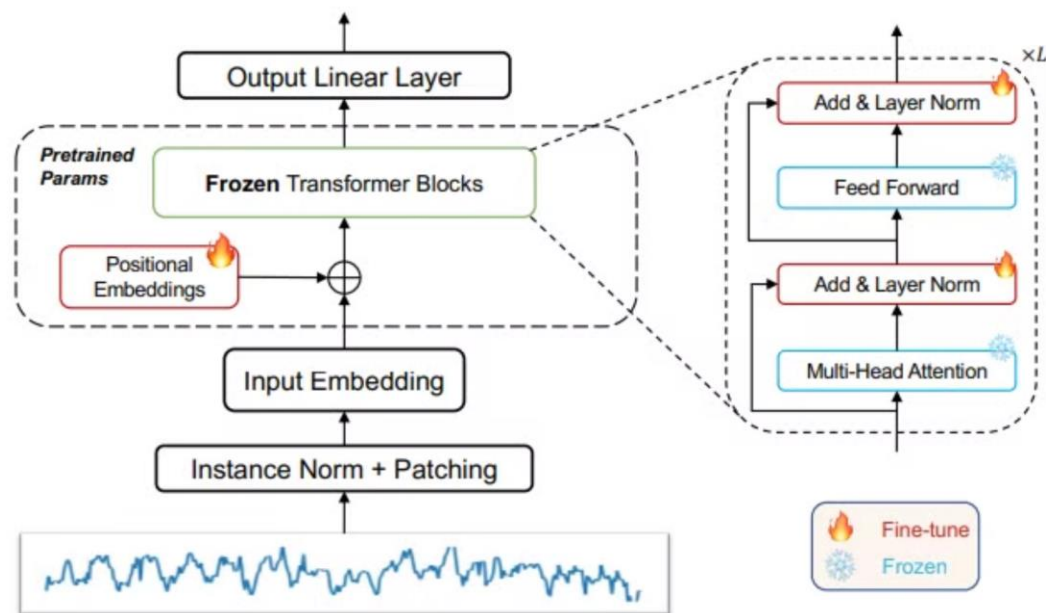 Output Linear Layer
Pretrained
Params
Frozen Transformer Blocks
Positional
Embeddings
Input Embedding
Instance Norm + Patching
×L
Add & Layer Norm
Feed Forward
Add & Layer Norm
Multi-Head Attention
Fine-tune
Frozen